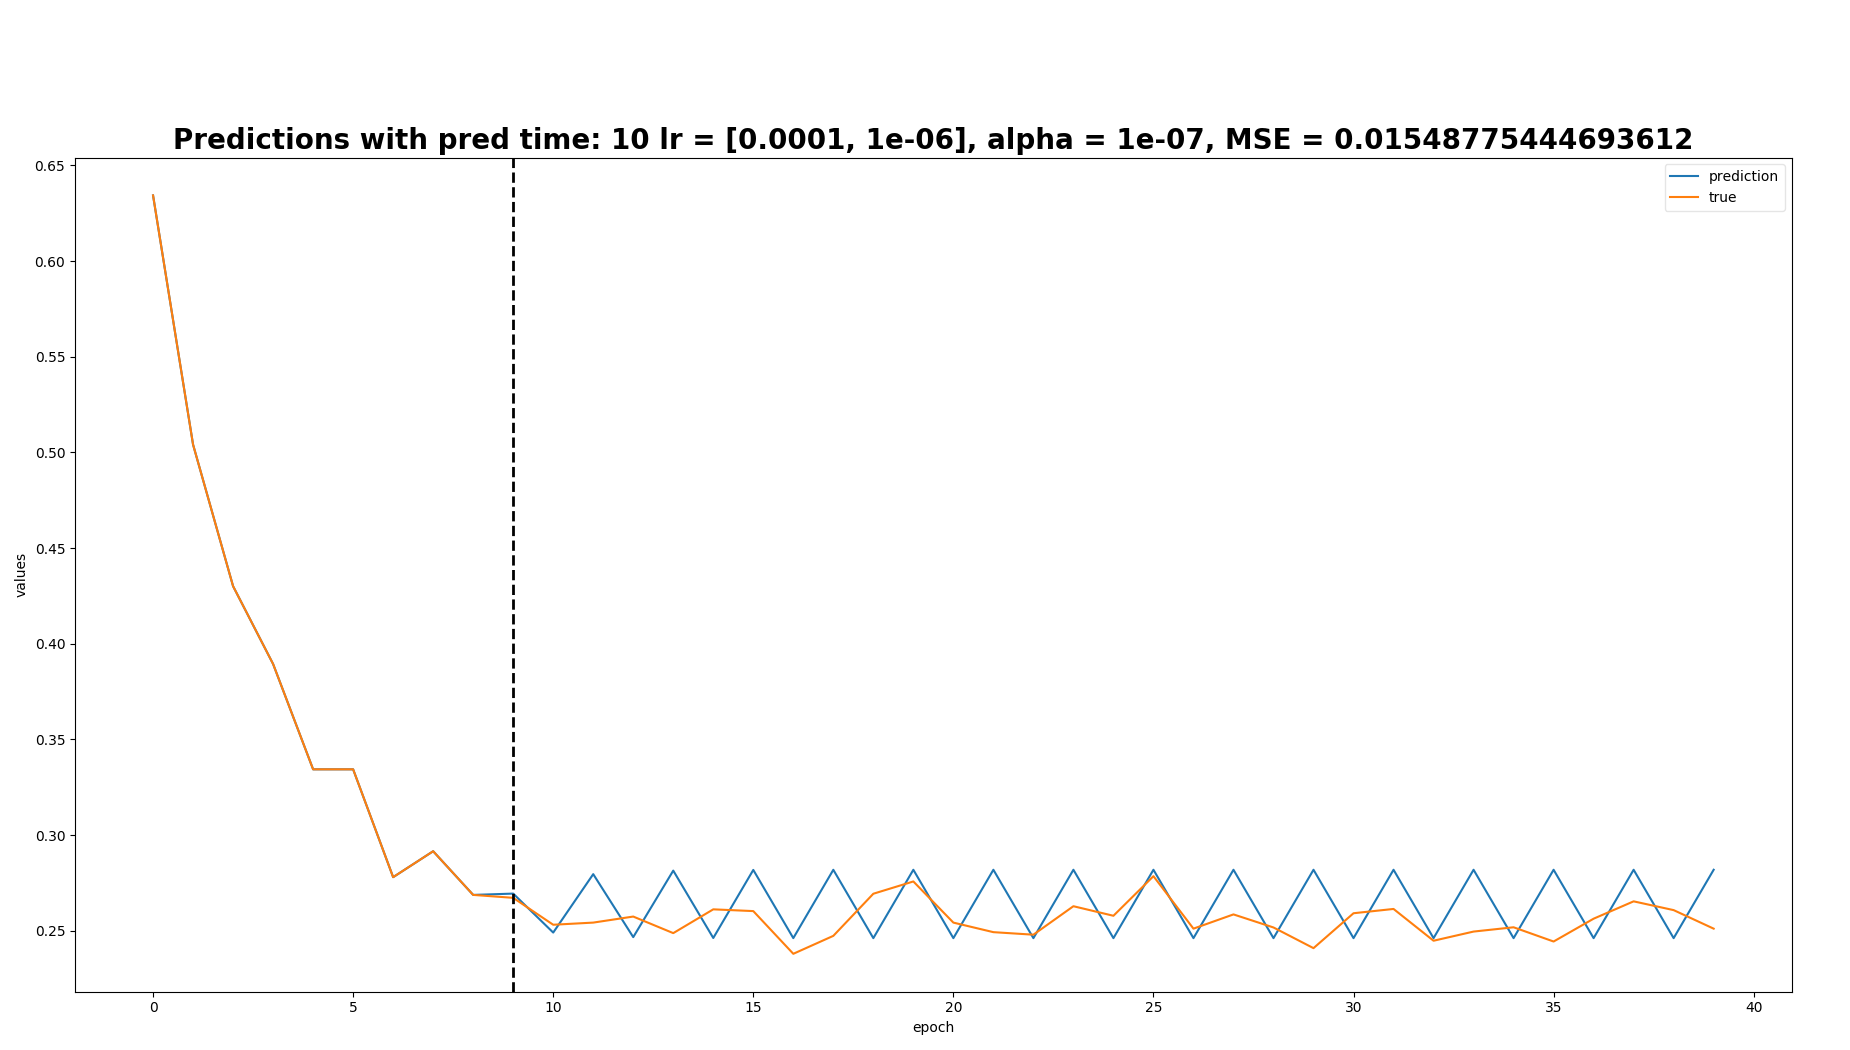 Predictions with pred time: 10 lr = [0.0001, 1e-06], alpha = 1e-07, MSE = 0.01548775444693612
prediction
true
0.65
0.60
0.55
0.50
0.45
0.40
0.35
0.30
0.25
values
0 5 10 15 20 25 30 35 40
epoch